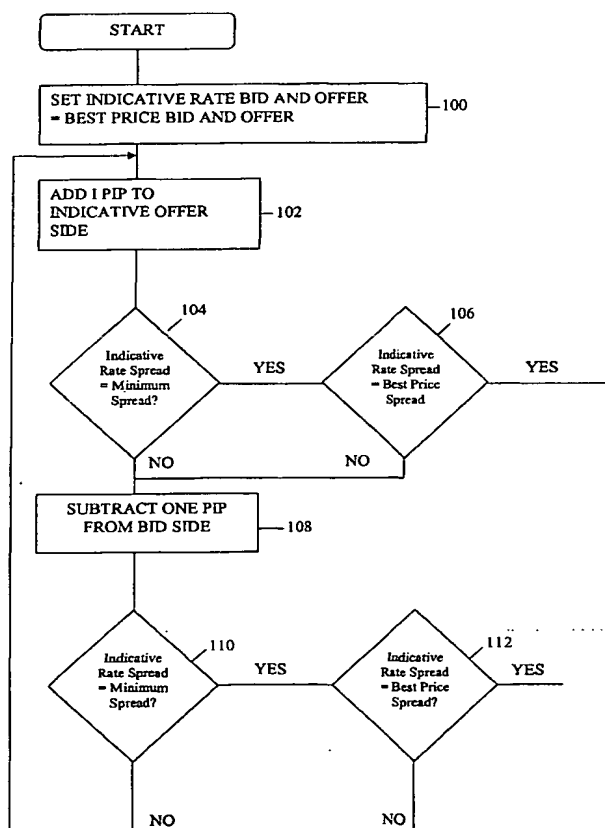 START
SET INDICATIVE RATE BID AND OFFER
= BEST PRICE BID AND OFFER
100
ADD I PIP TO
INDICATIVE OFFER
SIDE
102
104
Indicative
Rate Spread
= Minimum
Spread?
YES
106
Indicative
Rate Spread
= Best Price
Spread
YES
NO
NO
SUBTRACT ONE PIP
FROM BID SIDE
108
110
Indicative
Rate Spread
= Minimum
Spread?
YES
112
Indicative
Rate Spread
= Best Price
Spread?
YES
NO
NO